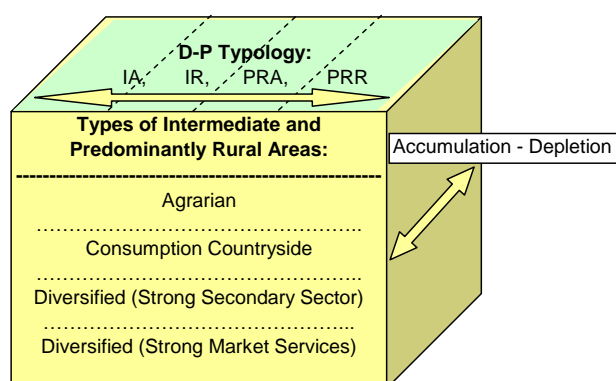 D-P Typology:
IA, IR, PRA, PRR
Types of Intermediate and
Predominantly Rural Areas:
Accumulation - Depletion
Agrarian
Consumption Countryside
Diversified (Strong Secondary Sector)
Diversified (Strong Market Services)